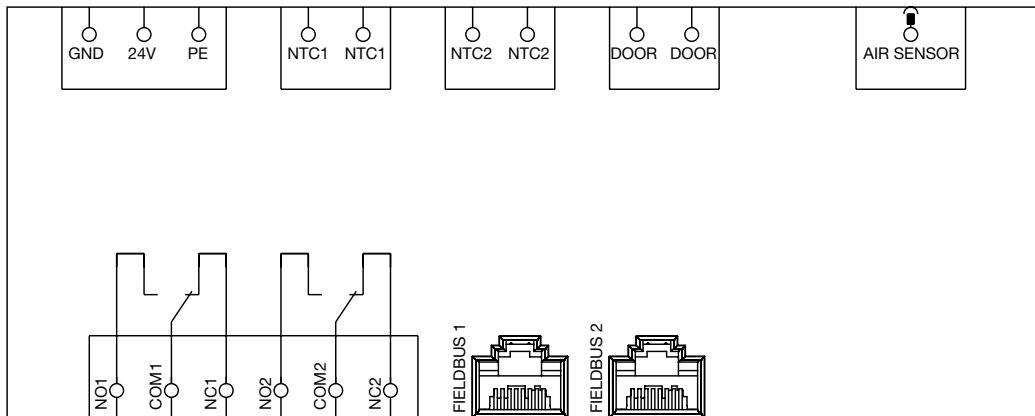 GND 24V PE NTC1 NTC1 NTC2 NTC2 DOOR DOOR AIR SENSOR
NO1 COM1 NC1 NO2 COM2 NC2 FIELDBUS 1 FIELDBUS 2